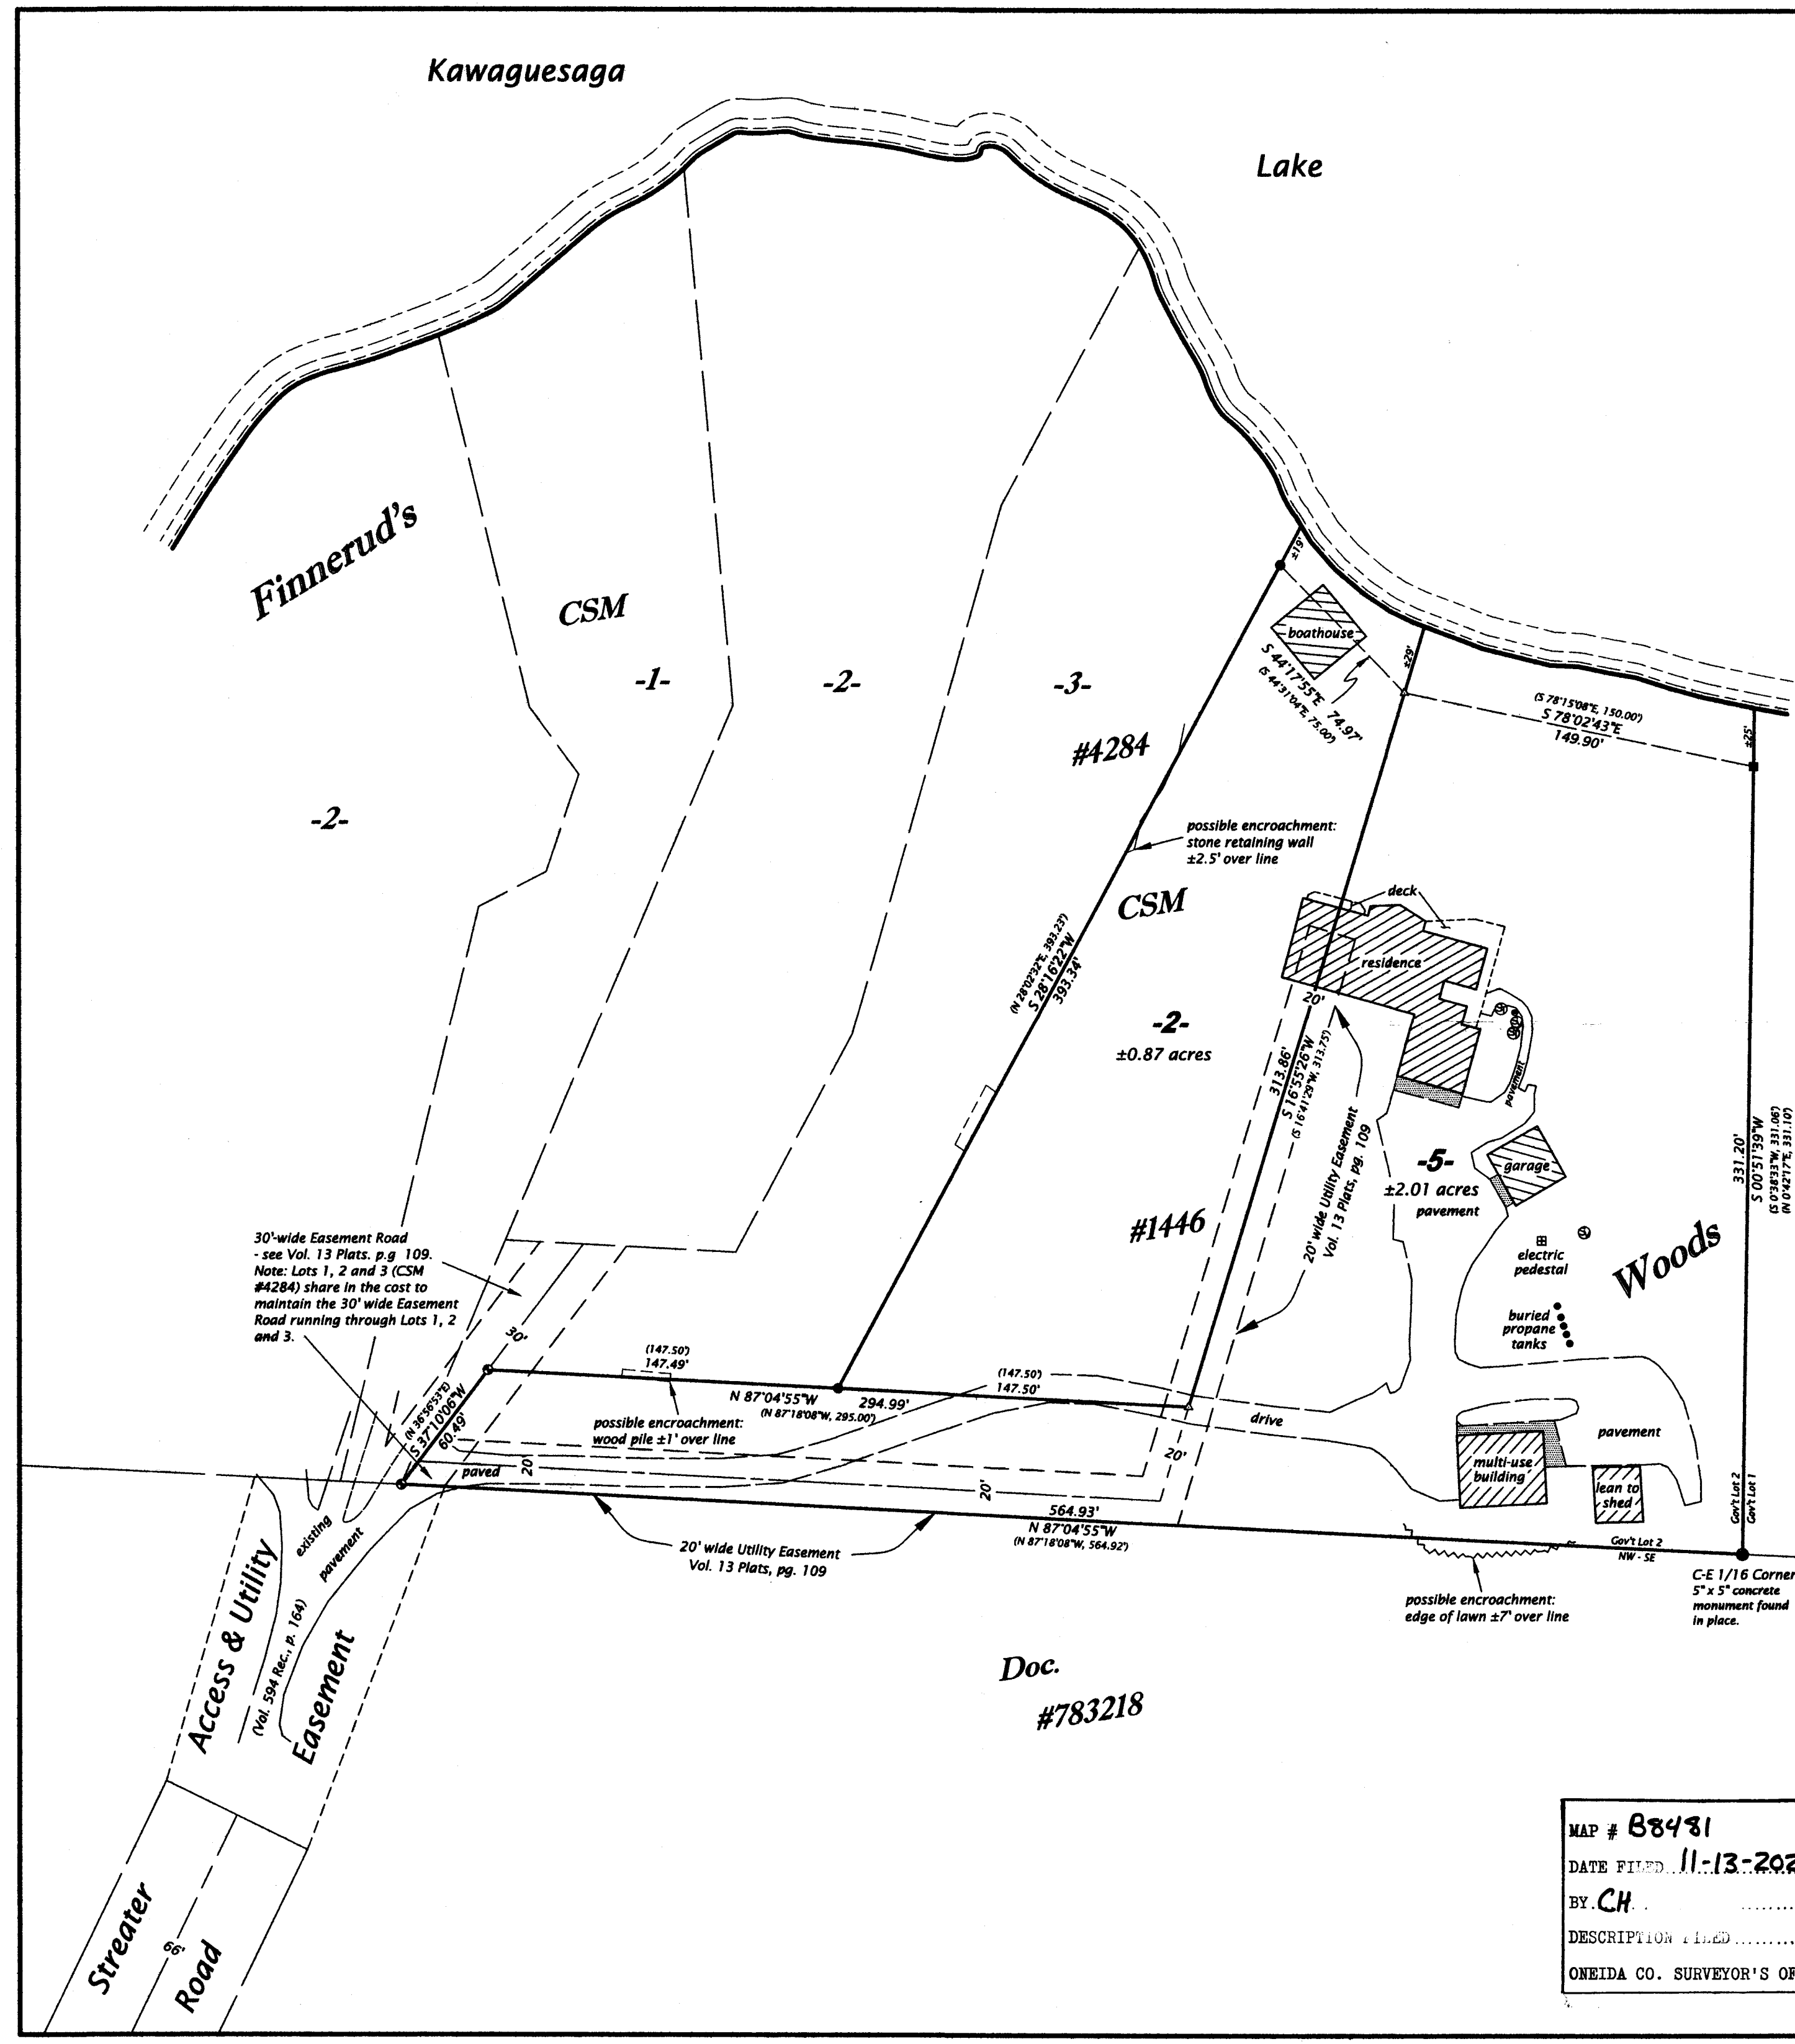 Kawaguesaga
Lake
Finnerud's
CSM
-1-
-2-
-3-
#4284
-2-
±19'
boathouse
S 44°17'55"E 74.97'
(S 44°31'04"E, 75.00')
±29'
(S 78°15'08"E, 150.00')
S 78°02'43"E
149.90'
±25'
possible encroachment:
stone retaining wall
±2.5' over line
CSM
deck
residence
(N 28°02'32"E, 393.23')
S 28°16'22"W
393.34'
-2-
±0.87 acres
20'
313.86'
S 16°55'26"W
(S 16°41'29"W, 313.75')
20' wide Utility Easement
Vol. 13 Plats, pg. 109
pavement
-5-
±2.01 acres
pavement
garage
331.20'
S 00°51'39"W
(S 0°38'33"W, 331.06')
(N 0°42'17"E, 331.10')
#1446
Woods
electric
pedestal
buried
propane
tanks
30'-wide Easement Road
- see Vol. 13 Plats. p.g 109.
Note: Lots 1, 2 and 3 (CSM
#4284) share in the cost to
maintain the 30' wide Easement
Road running through Lots 1, 2
and 3.
30'
(147.50')
147.49'
(147.50')
147.50'
N 87°04'55"W 294.99'
(N 87°18'08"W, 295.00')
(N 36°56'53"E)
S 37°10'06"W
60.49'
possible encroachment:
wood pile ±1' over line
drive
pavement
paved
20'
20'
20'
multi-use
building
lean to
shed
Gov't Lot 2
Gov't Lot 1
564.93'
N 87°04'55"W
(N 87°18'08"W, 564.92')
Gov't Lot 2
NW - SE
20' wide Utility Easement
Vol. 13 Plats, pg. 109
existing
pavement
C-E 1/16 Corner
5" x 5" concrete
monument found
in place.
possible encroachment:
edge of lawn ±7' over line
Access & Utility
(Vol. 594 Rec., p. 164)
Easement
Doc.
#783218
Streater
66'
Road
MAP # B8481
DATE FILED 11-13-202
BY. CH
DESCRIPTION FILED
ONEIDA CO. SURVEYOR'S OF